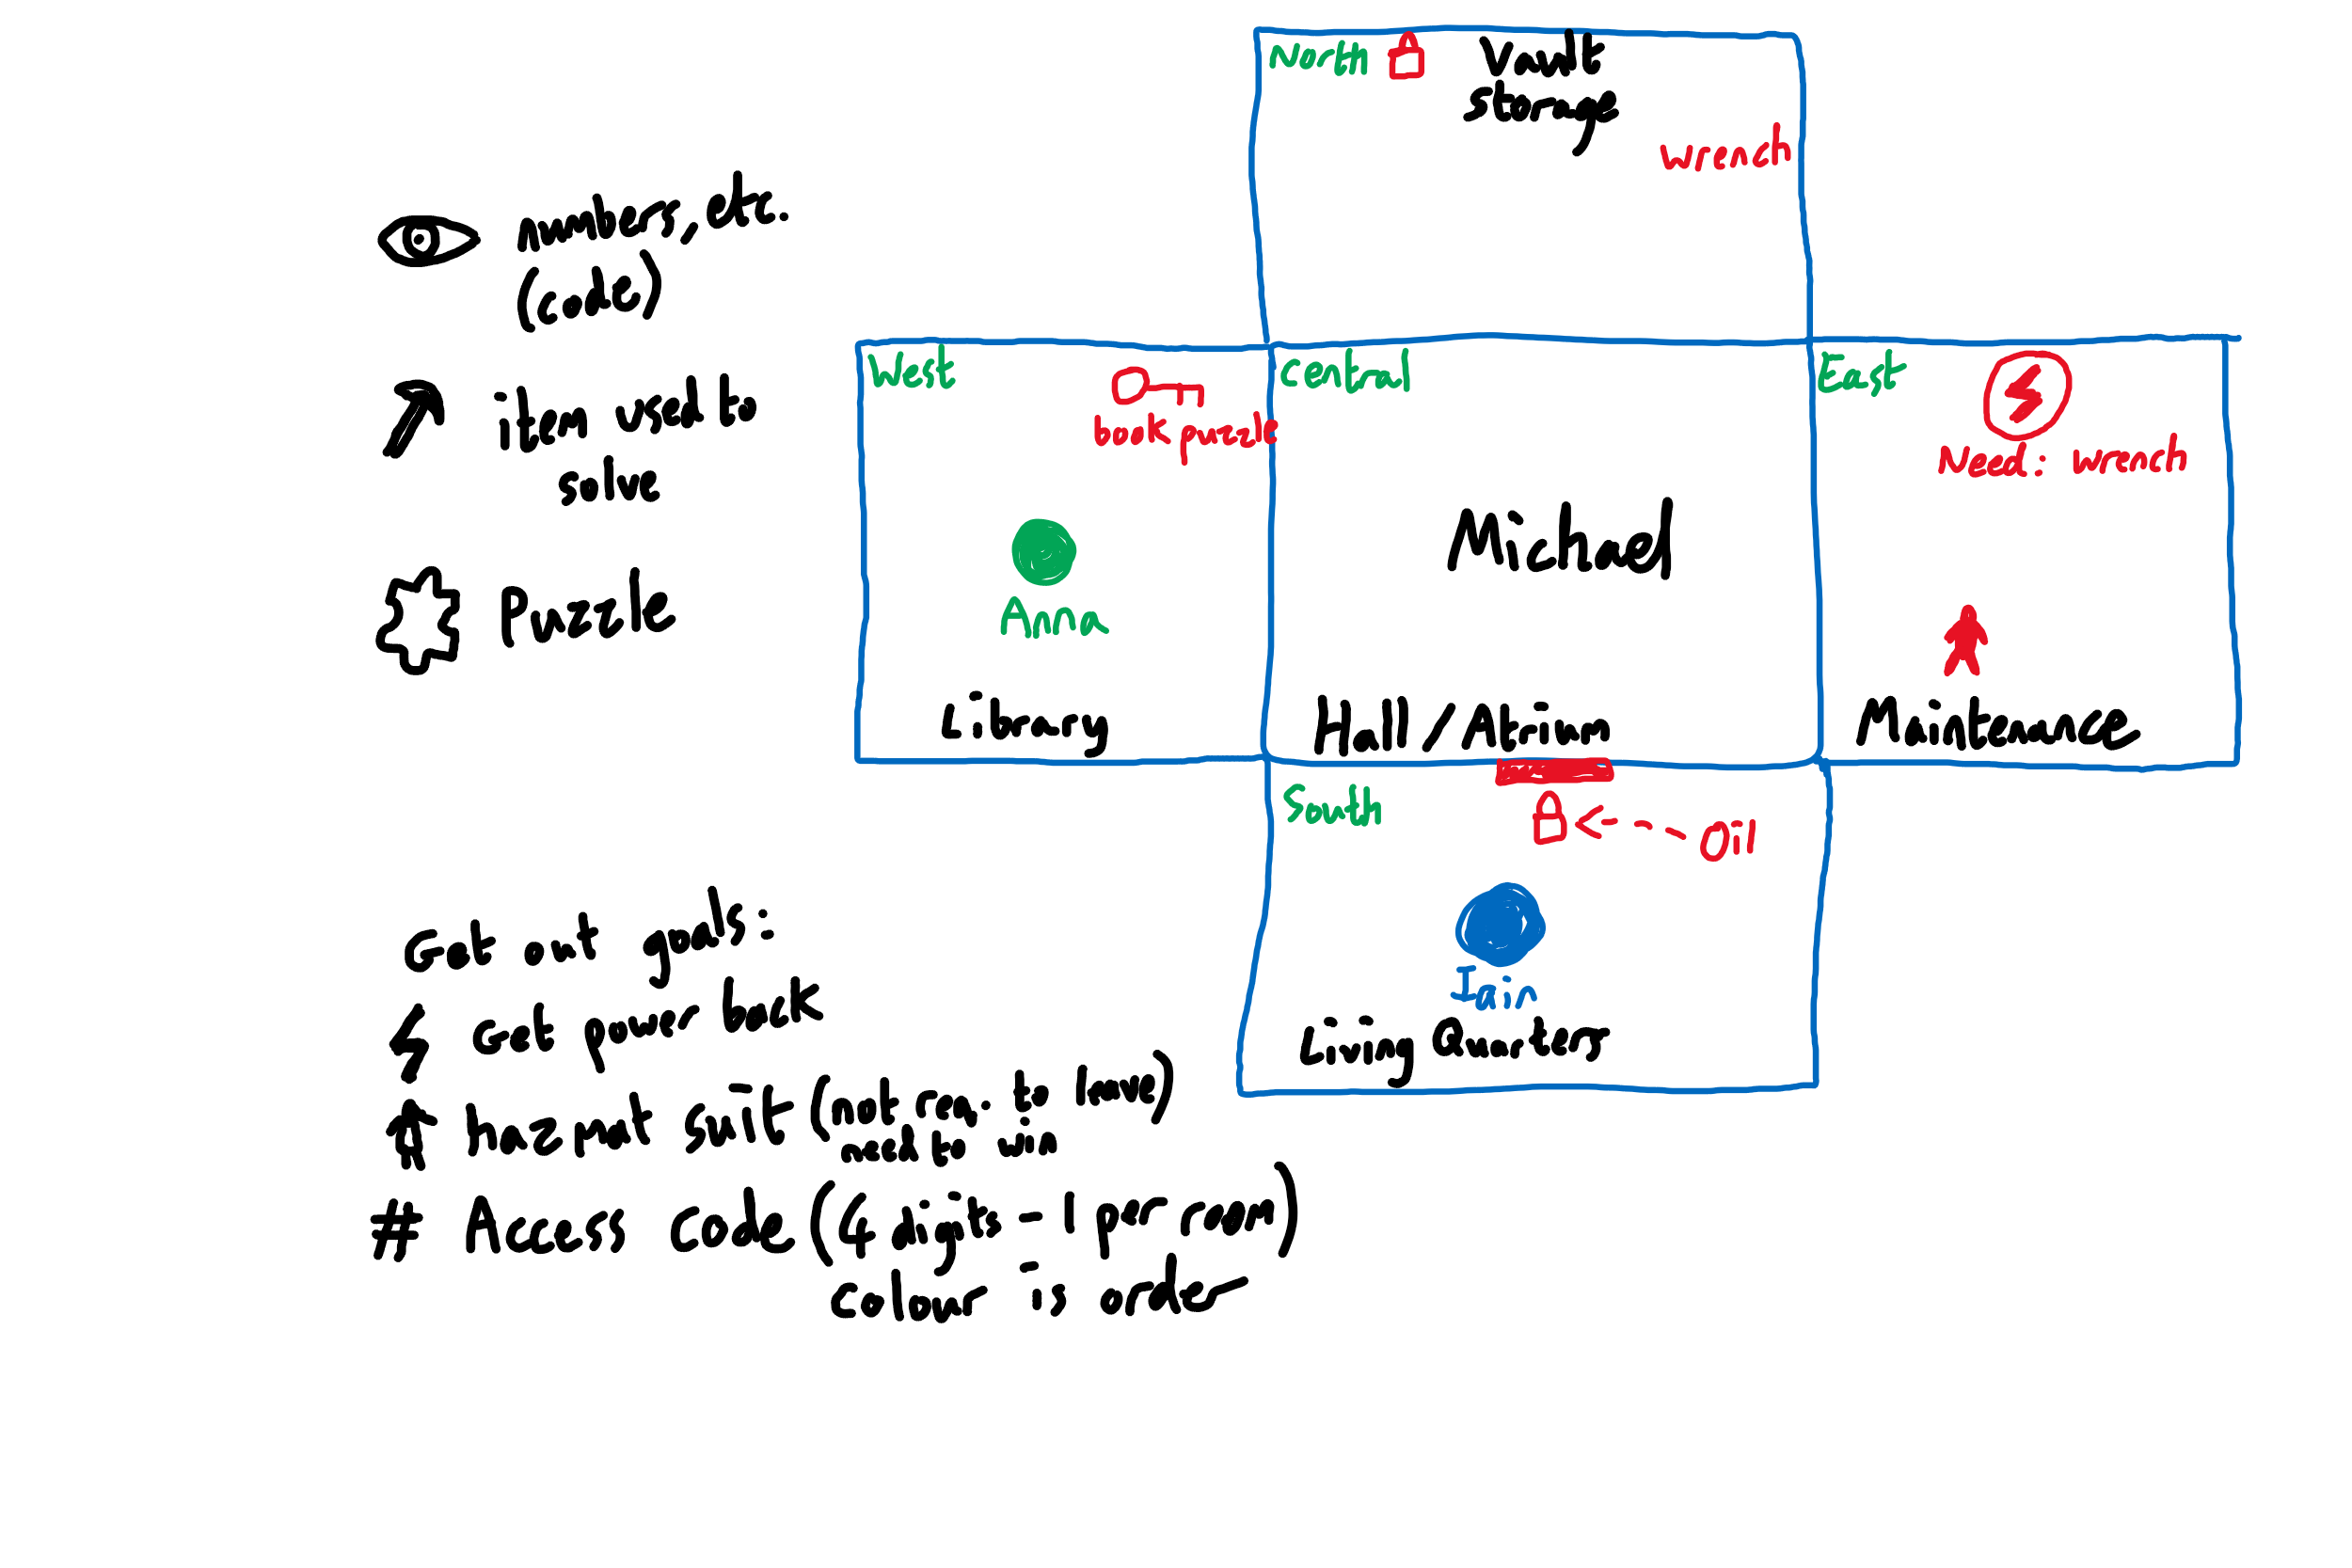 North
Vault
storage
wrench
numbers, etc.
(code)
item used to
solve
Puzzle
West
book puzzle
Anna
Library
Central
Michael
Hall/Atrium
East
Need: wrench
Maintenance
South
oil
Iain
Living Quarters
Get out goals:
Get power back
hazmat suit (not req. to leave)
need to win
# Access code (4 digits - 1 per room)
colour is order